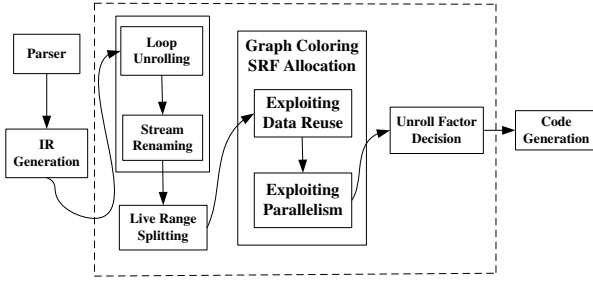 Parser
IR
Generation
Loop
Unrolling
Stream
Renaming
Live Range
Splitting
Graph Coloring
SRF Allocation
Exploiting
Data Reuse
Exploiting
Parallelism
Unroll Factor
Decision
Code
Generation